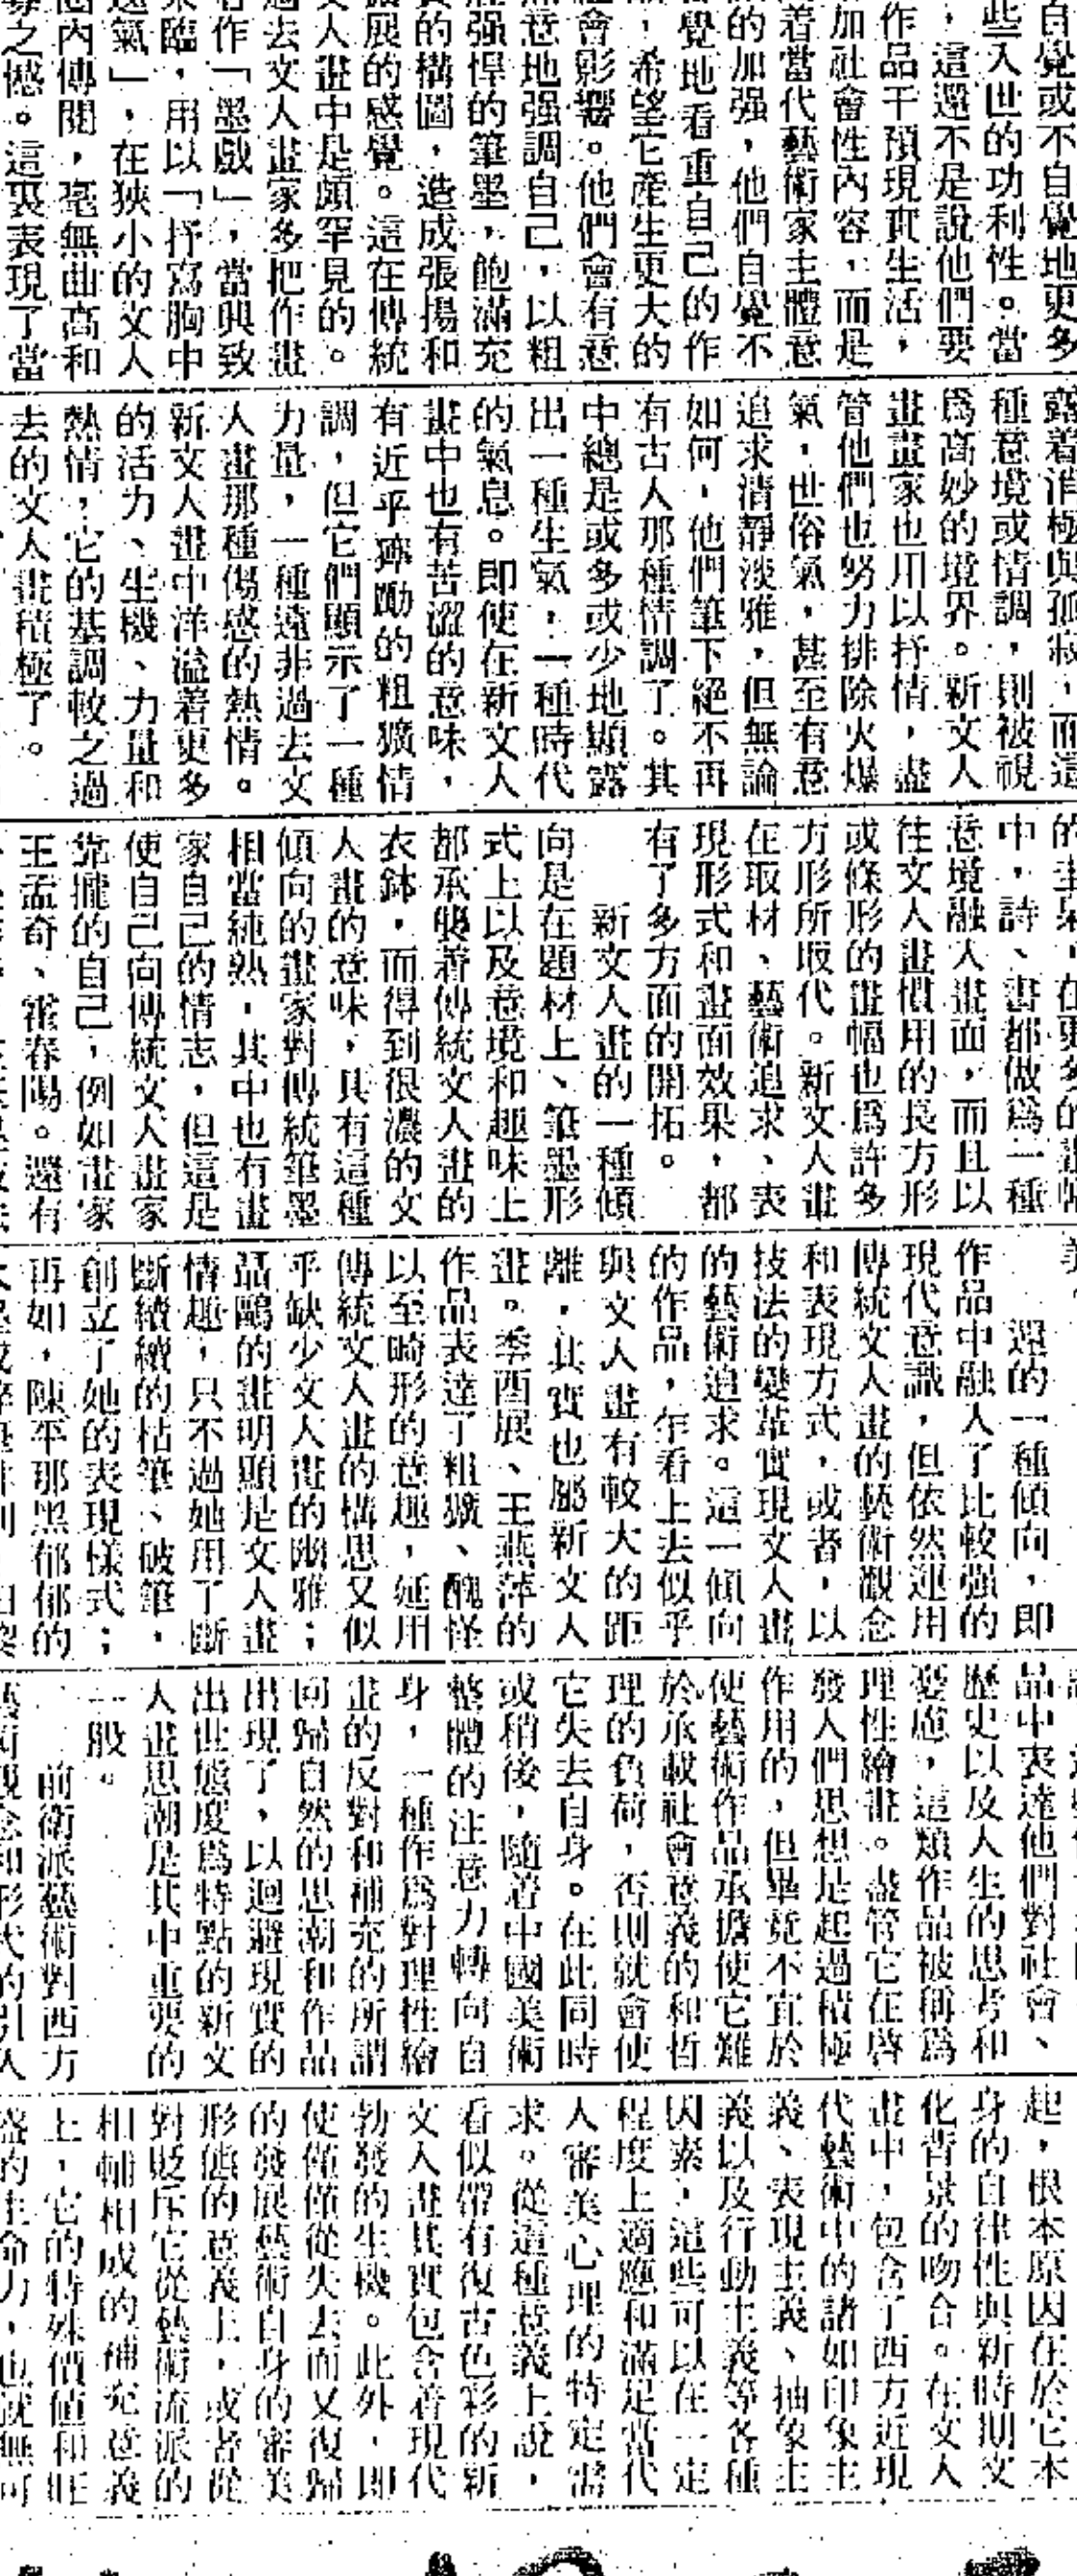 自覺或不自覺地更多
些入世的功利性。當
，這還不是說他們要
作品干預現實生活，
加社會性內容，而是
着當代藝術家主體意
的加强，他們自覺不
覺地看重自己的作
，希望它產生更大的
會影響。他們會有意
意地强調自己，以粗
强悍的筆墨，飽滿充
的構圖，造成張揚和
展的感覺。這在傳統
人畫中是頗罕見的。
去文人畫家多把作畫
作「墨戲」，當興致
臨，用以「抒寫胸中
逸氣」，在狹小的文人
內傳閱，毫無曲高和
之憾。這裏表現了當
露着消極與孤寂，而這
種意境或情調，則被視
爲高妙的境界。新文人
畫畫家也用以抒情，盡
管他們也努力排除火爆
氣，世俗氣，甚至有意
追求清靜淡雅，但無論
如何，他們筆下絕不再
有古人那種情調了。其
中總是或多或少地顯露
出一種生氣，一種時代
的氣息。即使在新文人
畫中也有苦澀的意味，
有近乎獰勵的粗獷情
調，但它們顯示了一種
力量，一種遠非過去文
人畫那種傷感的熱情。
新文人畫中洋溢着更多
的活力、生機、力量和
熱情，它的基調較之過
去的文人畫積極了。
在更多的畫幅
中，詩、書都做爲一種
意境融入畫面，而且以
往文人畫慣用的長方形
或條形的畫幅也爲許多
方形所取代。新文人畫
在取材、藝術追求、表
現形式和畫面效果，都
有了多方面的開拓。
新文人畫的一種傾
向是在題材上、筆墨形
式上以及意境和趣味上
都承襲着傳統文人畫的
衣鉢，而得到很濃的文
人畫的意味，具有這種
傾向的畫家對傳統筆墨
相當純熟，其中也有畫
家自己的情志，但這是
使自己向傳統文人畫家
靠攏的自己，例如畫家
王孟奇、霍春陽。還有
還的一種傾向，即
作品中融入了比較强的
現代意識，但依然運用
傳統文人畫的藝術觀念
和表現方式，或者，以
技法的變革實現文人畫
的藝術追求。這一傾向
的作品，乍看上去似乎
與文人畫有較大的距
離，其實也屬新文人
畫。季酉展、王燕萍的
作品表達了粗獷、醜怪
以至畸形的意趣，延用
傳統文人畫的構思又似
乎缺少文人畫的幽雅；
聶鷗的畫明顯是文人畫
情趣，只不過她用了斷
斷續續的枯筆、破筆，
創立了她的表現樣式；
再如，陳平那黑郁郁的
品中表達他們對社會、
歷史以及人生的思考和
憂慮，這類作品被稱爲
理性繪畫。盡管它在啓
發人們思想是起過積極
作用的，但畢竟不宜於
使藝術作品承擔使它難
於承載社會意義的和哲
理的負荷，否則就會使
它失去自身。在此同時
或稍後，隨着中國美術
整體的注意力轉向自
身，一種作爲對理性繪
畫的反對和補充的所謂
回歸自然的思潮和作品
出現了，以迴避現實的
出世態度爲特點的新文
人畫思潮是其中重要的
一股。
前衛派藝術對西方
藝術觀念和形式的引入
起，根本原因在於它本
身的自律性與新時期文
化背景的吻合。在文人
畫中，包含了西方近現
代藝術中的諸如印象主
義、表現主義、抽象主
義以及行動主義等各種
因素，這些可以在一定
程度上適應和滿足當代
人審美心理的特定需
求。從這種意義上說，
看似帶有復古色彩的新
文人畫其實包含着現代
勃發的生機。此外，即
使僅僅從失去而又復歸
的發展藝術自身的審美
形態的意義上，或者從
對貶斥它從藝術流派的
相輔相成的補充意義
上，它的特殊價值和旺
盛的生命力，也就無可